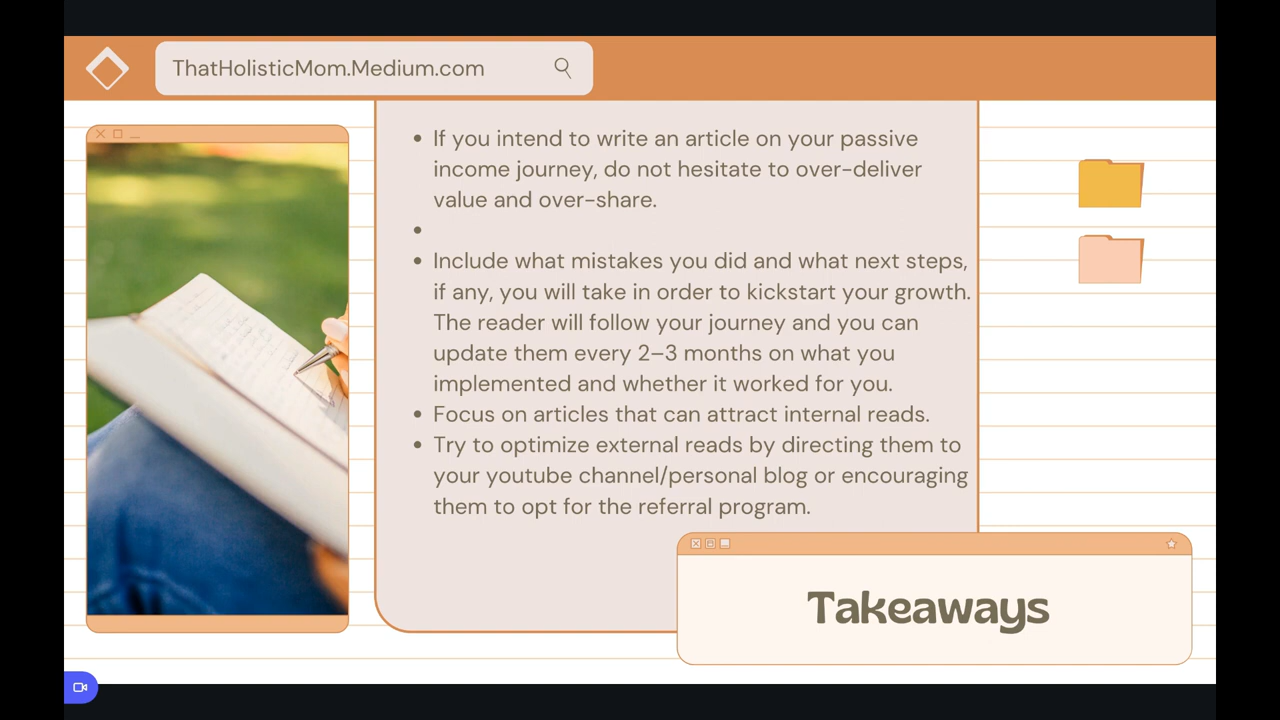 ThatHolisticMom.Medium.com
• If you intend to write an article on your passive
income journey, do not hesitate to over-deliver
value and over-share.
•
• Include what mistakes you did and what next steps,
if any, you will take in order to kickstart your growth.
The reader will follow your journey and you can
update them every 2–3 months on what you
implemented and whether it worked for you.
• Focus on articles that can attract internal reads.
• Try to optimize external reads by directing them to
your youtube channel/personal blog or encouraging
them to opt for the referral program.
Takeaways